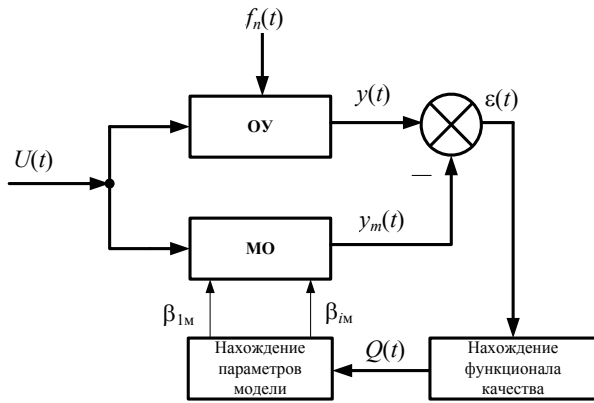 fₙ(t)
y(t)
ε(t)
ОУ
U(t)
—
МО
yₘ(t)
β₁м
βᵢм
Нахождение
параметров
модели
Q(t)
Нахождение
функционала
качества